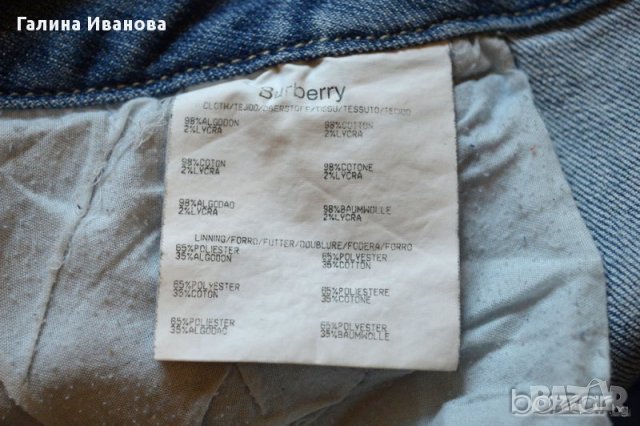 Галина Иванова
Burberry
CLOTH/TEJIDO/OBERSTOFF/TISSU/TESSUTO/TECIDO
98%ALGODON 98%COTTON
2%LYCRA 2%LYCRA
98%COTON 98%COTONE
2%LYCRA 2%LYCRA
98%ALGODAO 98%BAUMWOLLE
2%LYCRA 2%LYCRA
LINNING/FORRO/FUTTER/DOUBLURE/FODERA/FORRO
65%POLIESTER 65%POLYESTER
35%ALGODON 35%COTTON
65%POLYESTER 65%POLIESTERE
35%COTON 35%COTONE
65%POLIESTER 65%POLYESTER
35%ALGODAO 35%BAUMWOLLE
BAZAR